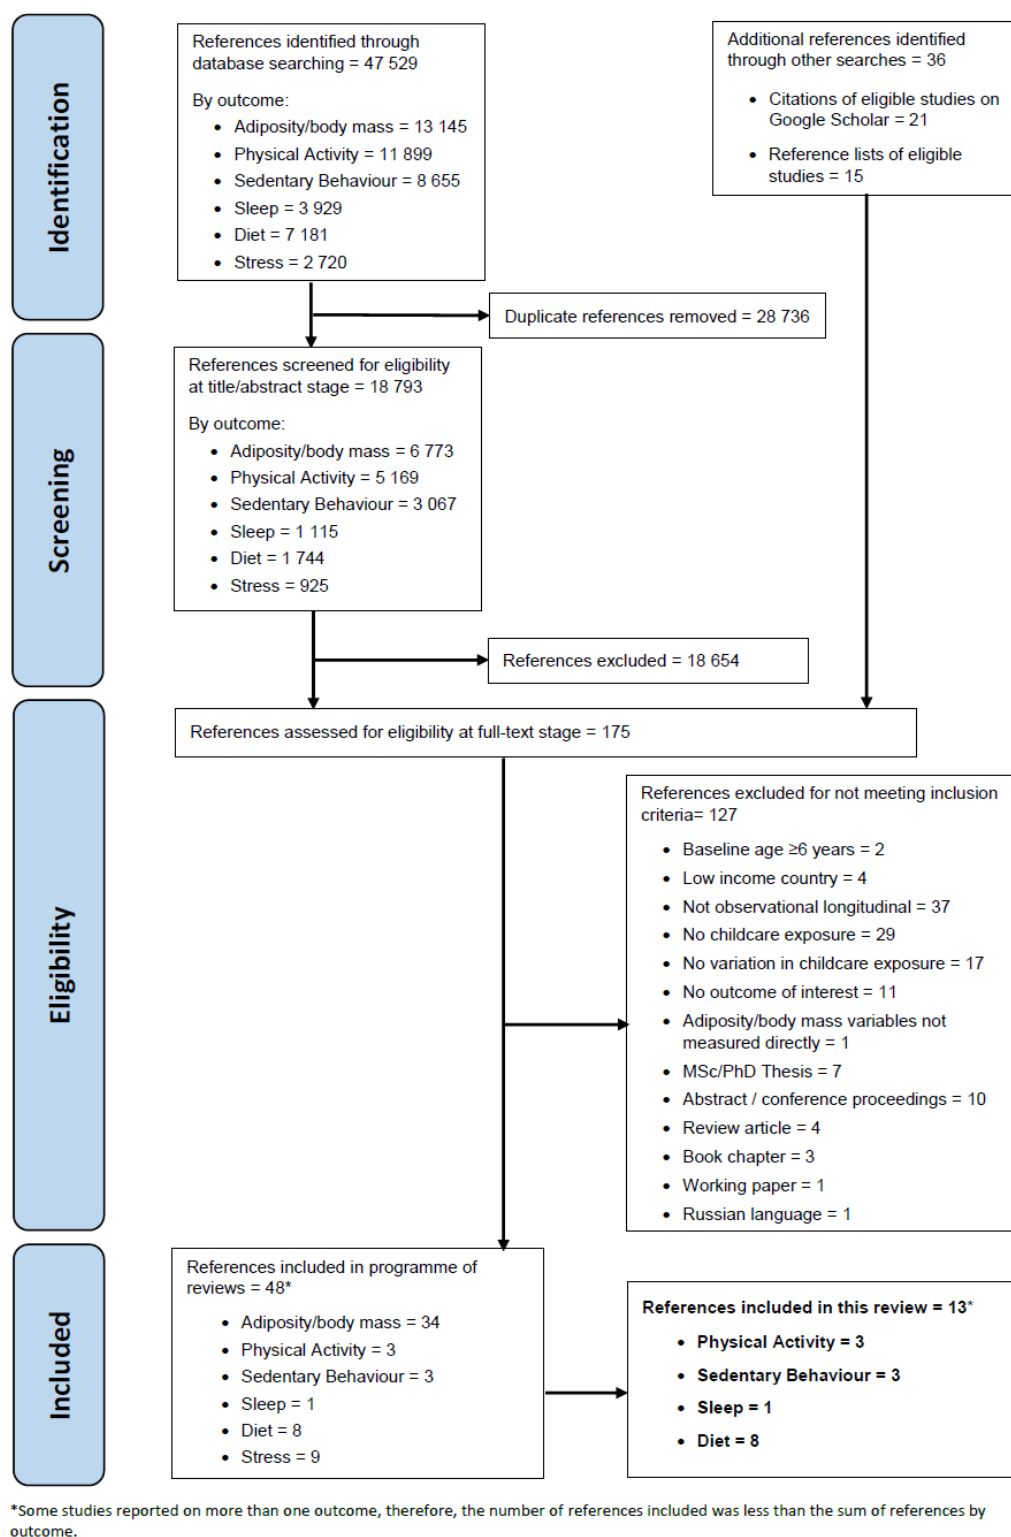 Identification
References identified through
database searching = 47 529
By outcome:
• Adiposity/body mass = 13 145
• Physical Activity = 11 899
• Sedentary Behaviour = 8 655
• Sleep = 3 929
• Diet = 7 181
• Stress = 2 720
Additional references identified
through other searches = 36
• Citations of eligible studies on
Google Scholar = 21
• Reference lists of eligible
studies = 15
Duplicate references removed = 28 736
Screening
References screened for eligibility
at title/abstract stage = 18 793
By outcome:
• Adiposity/body mass = 6 773
• Physical Activity = 5 169
• Sedentary Behaviour = 3 067
• Sleep = 1 115
• Diet = 1 744
• Stress = 925
References excluded = 18 654
Eligibility
References assessed for eligibility at full-text stage = 175
References excluded for not meeting inclusion
criteria= 127
• Baseline age ≥6 years = 2
• Low income country = 4
• Not observational longitudinal = 37
• No childcare exposure = 29
• No variation in childcare exposure = 17
• No outcome of interest = 11
• Adiposity/body mass variables not
measured directly = 1
• MSc/PhD Thesis = 7
• Abstract / conference proceedings = 10
• Review article = 4
• Book chapter = 3
• Working paper = 1
• Russian language = 1
Included
References included in programme of
reviews = 48*
• Adiposity/body mass = 34
• Physical Activity = 3
• Sedentary Behaviour = 3
• Sleep = 1
• Diet = 8
• Stress = 9
References included in this review = 13*
• Physical Activity = 3
• Sedentary Behaviour = 3
• Sleep = 1
• Diet = 8
*Some studies reported on more than one outcome, therefore, the number of references included was less than the sum of references by
outcome.